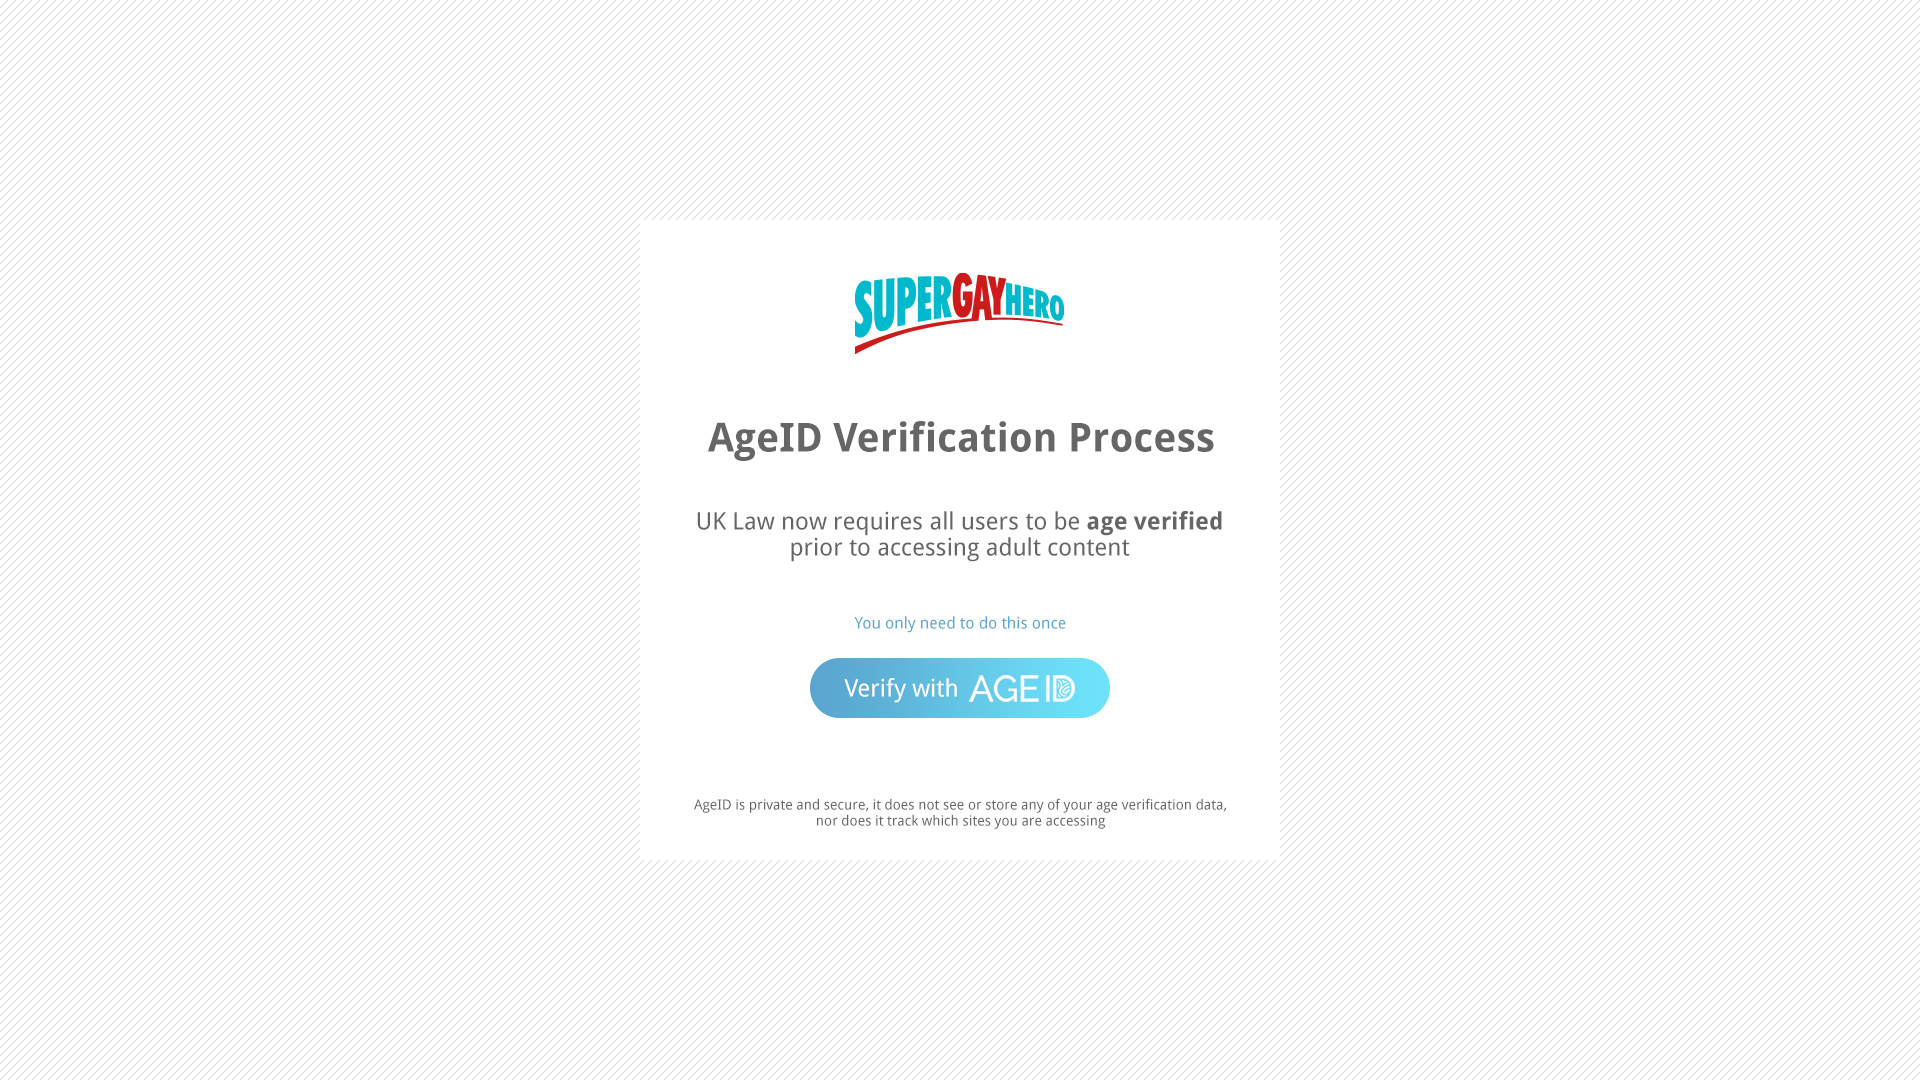 SUPERGAYHERO
AgeID Verification Process
UK Law now requires all users to be age verified
prior to accessing adult content
You only need to do this once
Verify with AGE ID
AgeID is private and secure, it does not see or store any of your age verification data,
nor does it track which sites you are accessing